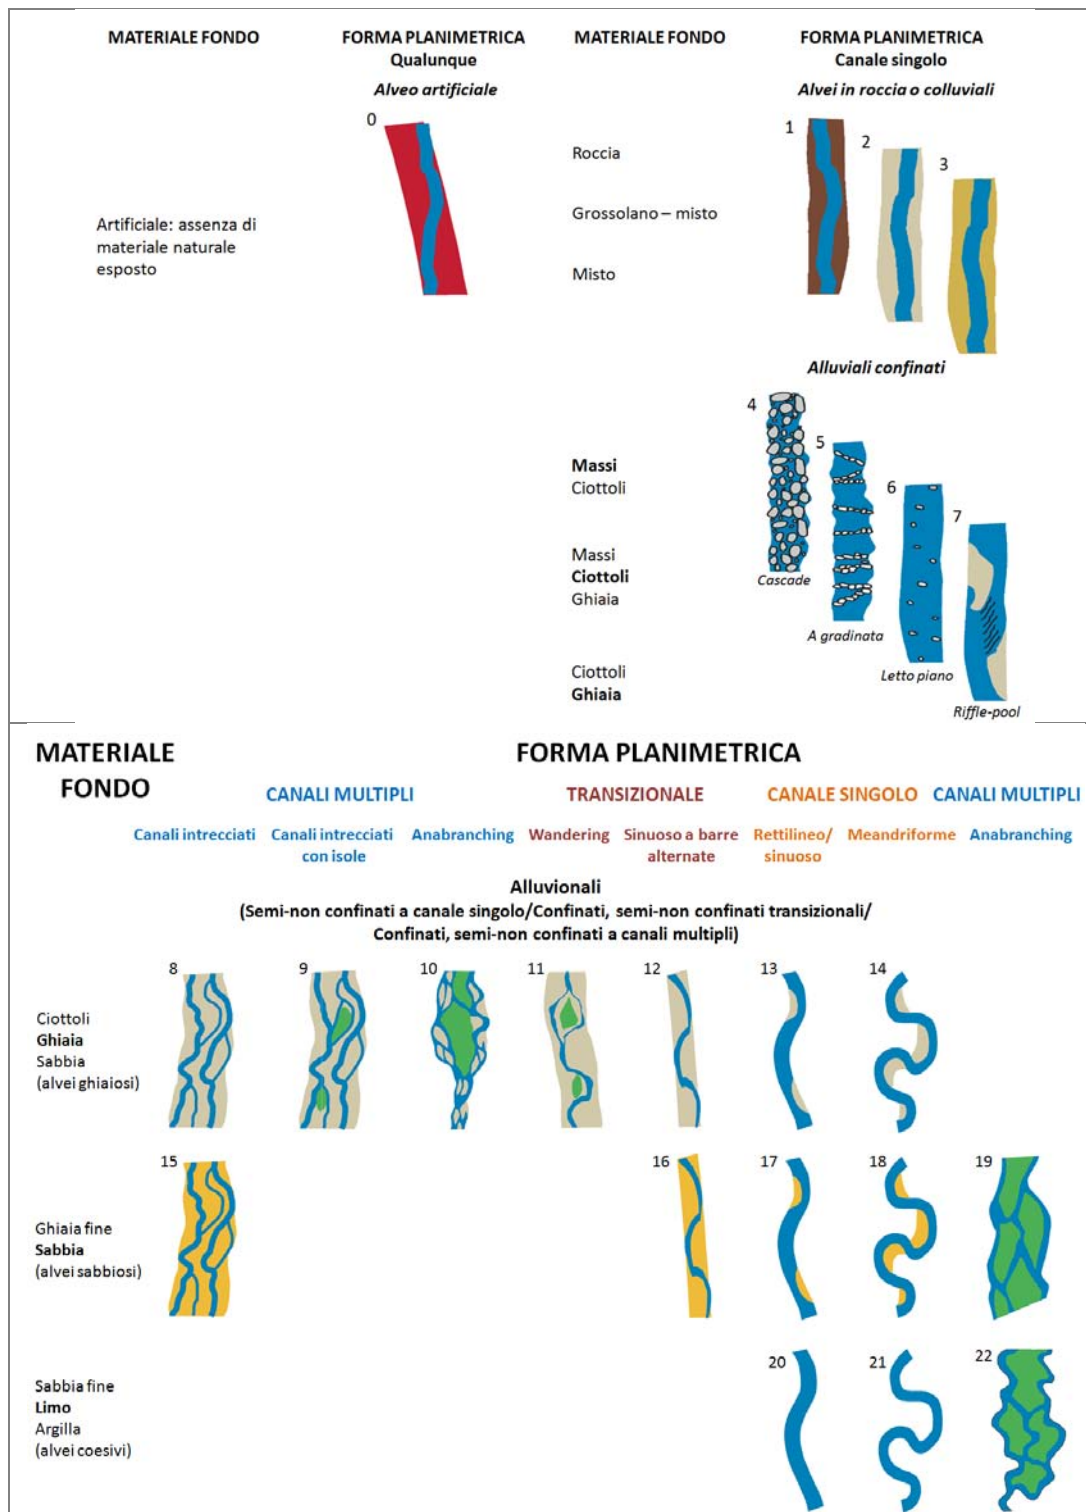 MATERIALE FONDO
FORMA PLANIMETRICA
Qualunque
Alveo artificiale
0
Artificiale: assenza di
materiale naturale
esposto
MATERIALE FONDO
FORMA PLANIMETRICA
Canale singolo
Alvei in roccia o colluviali
1
2
3
Roccia
Grossolano – misto
Misto
Alluviali confinati
4
5
6
7
Massi
Ciottoli
Massi
Ciottoli
Ghiaia
Ciottoli
Ghiaia
Cascade
A gradinata
Letto piano
Riffle-pool
MATERIALE
FONDO
FORMA PLANIMETRICA
CANALI MULTIPLI
TRANSIZIONALE
CANALE SINGOLO
CANALI MULTIPLI
Canali intrecciati
Canali intrecciati
con isole
Anabranching
Wandering
Sinuoso a barre
alternate
Rettilineo/
sinuoso
Meandriforme
Anabranching
Alluvionali
(Semi-non confinati a canale singolo/Confinati, semi-non confinati transizionali/
Confinati, semi-non confinati a canali multipli)
8
9
10
11
12
13
14
Ciottoli
Ghiaia
Sabbia
(alvei ghiaiosi)
15
16
17
18
19
Ghiaia fine
Sabbia
(alvei sabbiosi)
20
21
22
Sabbia fine
Limo
Argilla
(alvei coesivi)